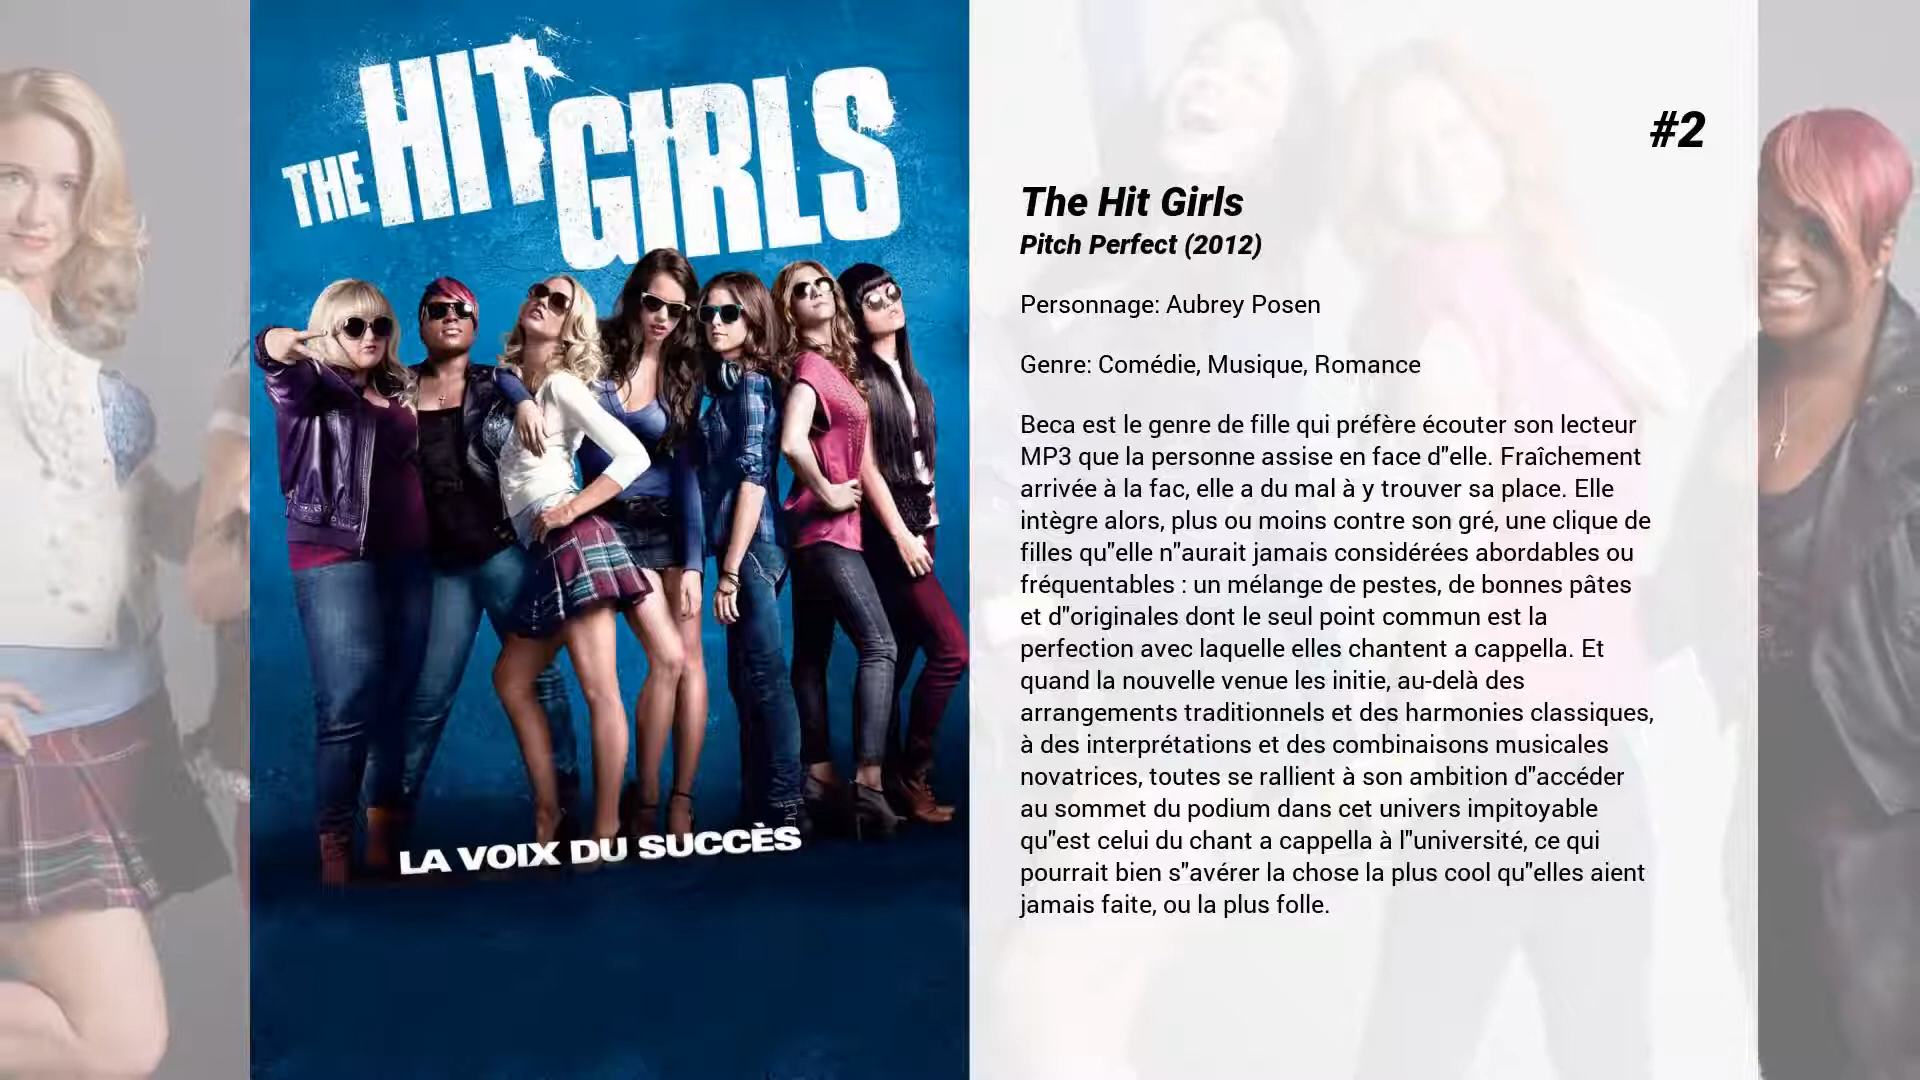 THE HIT GIRLS
LA VOIX DU SUCCÈS
#2
The Hit Girls
Pitch Perfect (2012)
Personnage: Aubrey Posen
Genre: Comédie, Musique, Romance
Beca est le genre de fille qui préfère écouter son lecteur
MP3 que la personne assise en face d"elle. Fraîchement
arrivée à la fac, elle a du mal à y trouver sa place. Elle
intègre alors, plus ou moins contre son gré, une clique de
filles qu"elle n"aurait jamais considérées abordables ou
fréquentables : un mélange de pestes, de bonnes pâtes
et d"originales dont le seul point commun est la
perfection avec laquelle elles chantent a cappella. Et
quand la nouvelle venue les initie, au-delà des
arrangements traditionnels et des harmonies classiques,
à des interprétations et des combinaisons musicales
novatrices, toutes se rallient à son ambition d"accéder
au sommet du podium dans cet univers impitoyable
qu"est celui du chant a cappella à l"université, ce qui
pourrait bien s"avérer la chose la plus cool qu"elles aient
jamais faite, ou la plus folle.